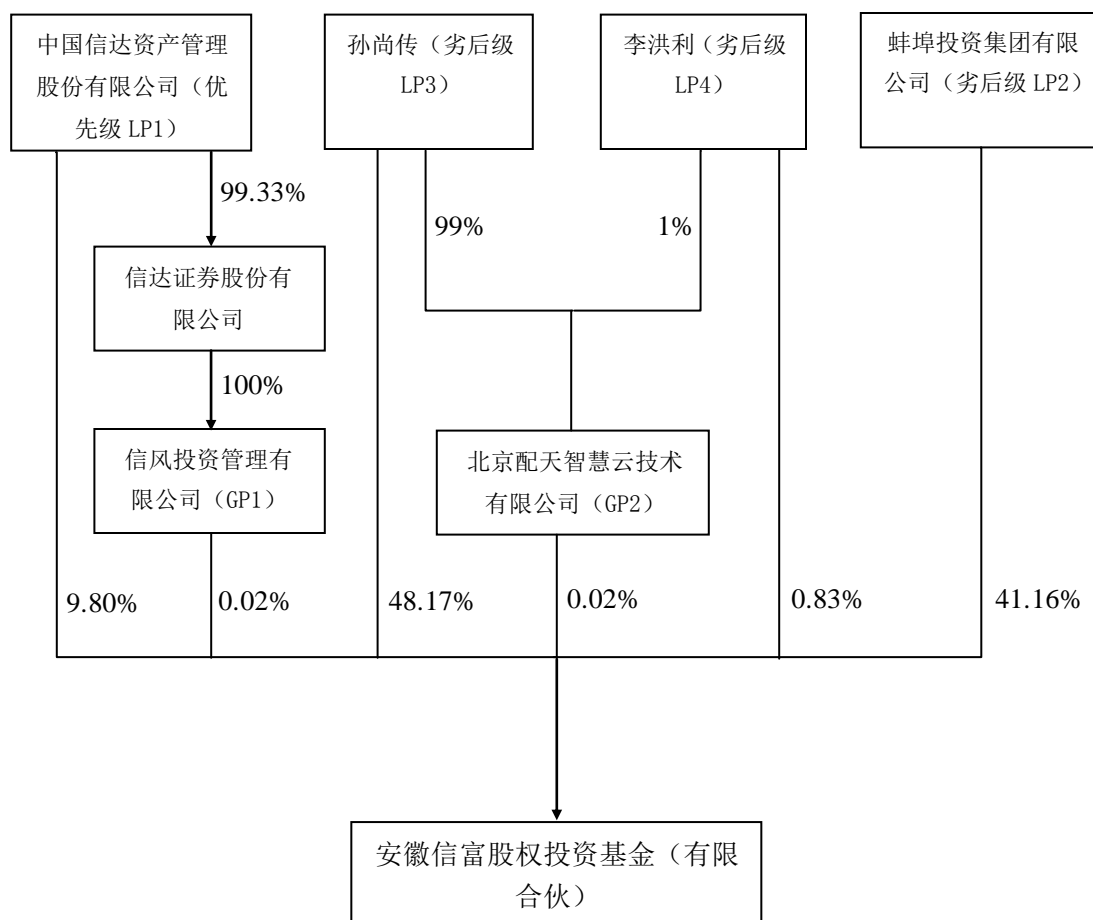 中国信达资产管理
股份有限公司（优
先级 LP1）
孙尚传（劣后级
LP3）
李洪利（劣后级
LP4）
蚌埠投资集团有限
公司（劣后级 LP2）
99.33%
99%
1%
信达证券股份有
限公司
100%
信风投资管理有
限公司（GP1）
北京配天智慧云技术
有限公司（GP2）
9.80%
0.02%
48.17%
0.02%
0.83%
41.16%
安徽信富股权投资基金（有限
合伙）